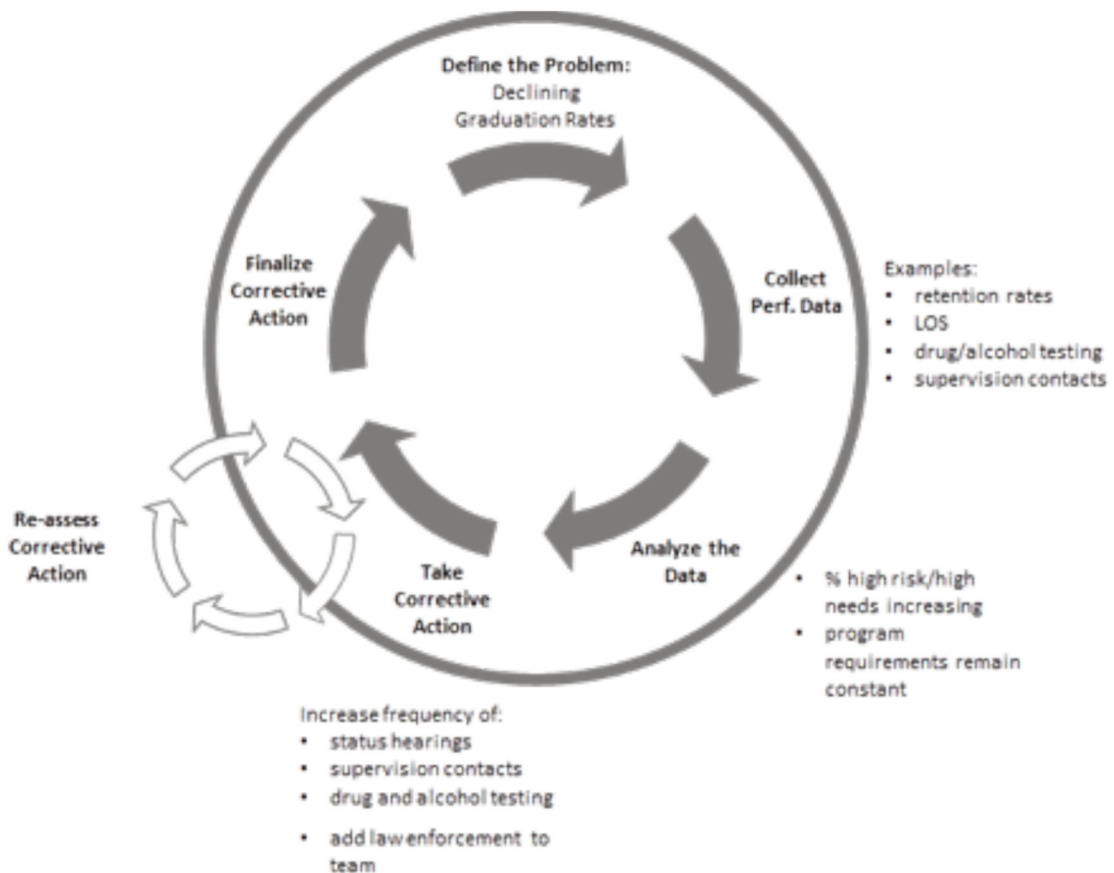 Define the Problem:
Declining
Graduation Rates
Collect
Perf. Data
Examples:
• retention rates
• LOS
• drug/alcohol testing
• supervision contacts
Analyze the
Data
• % high risk/high
needs increasing
• program
requirements remain
constant
Take
Corrective
Action
Increase frequency of:
• status hearings
• supervision contacts
• drug and alcohol testing
• add law enforcement to
team
Re-assess
Corrective
Action
Finalize
Corrective
Action